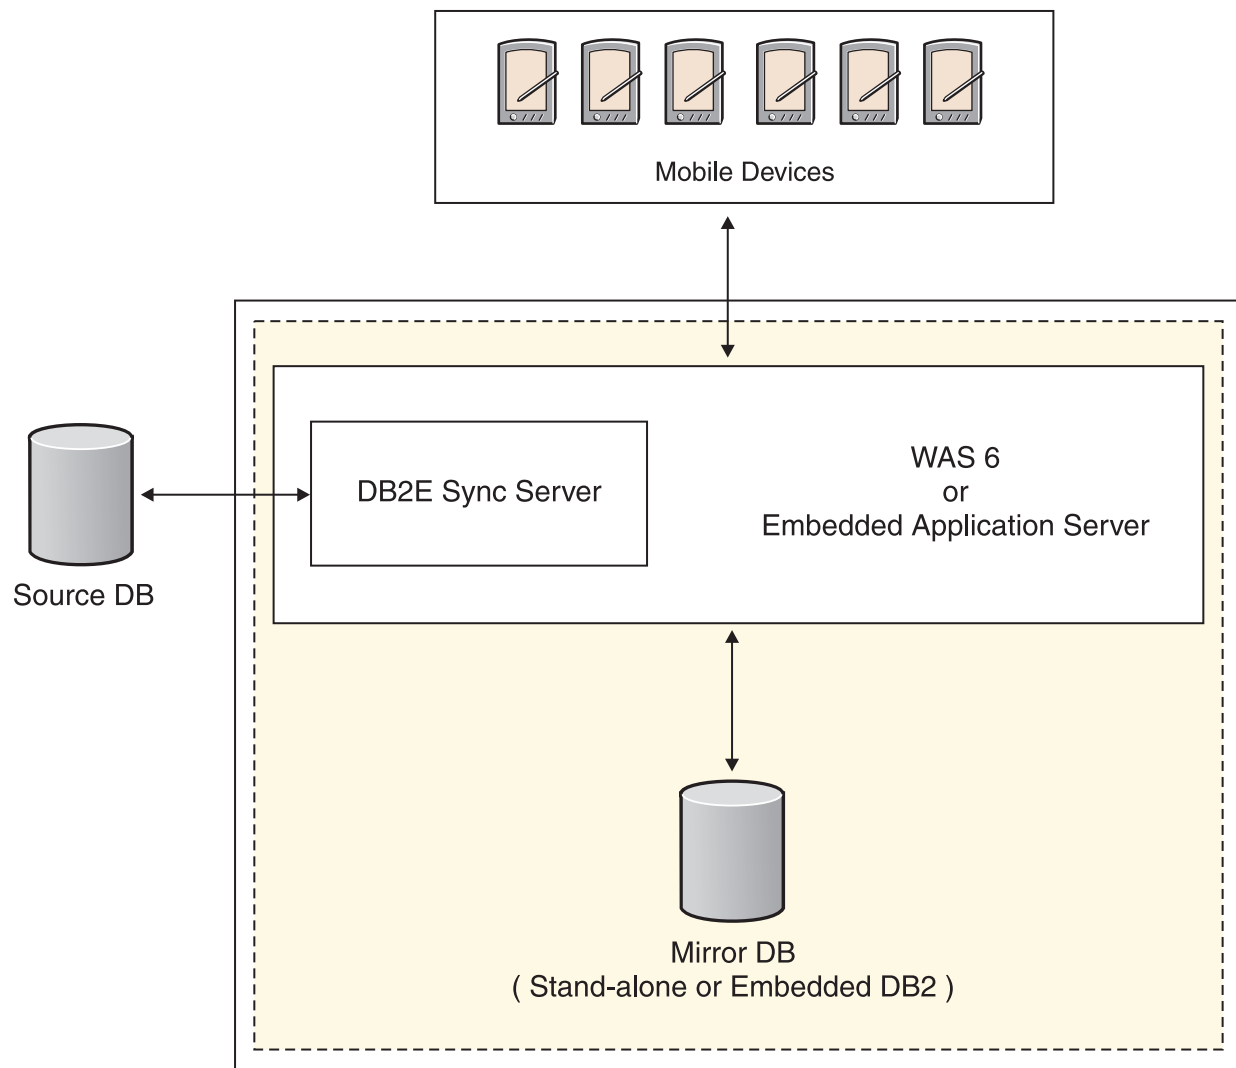 Mobile Devices
DB2E Sync Server
WAS 6
or
Embedded Application Server
Source DB
Mirror DB
( Stand-alone or Embedded DB2 )